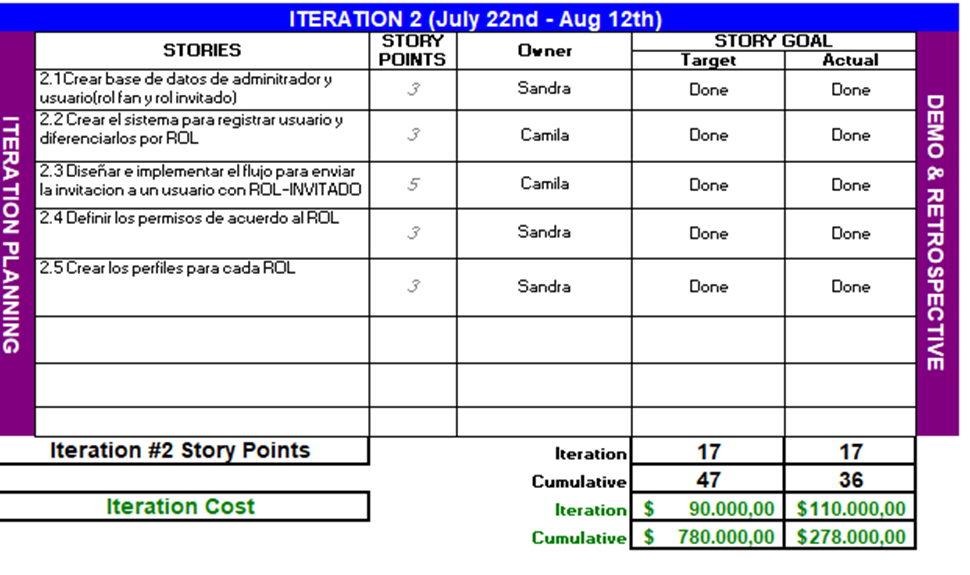 ITERATION 2 (July 22nd - Aug 12th)
ITERATION PLANNING
STORIES
STORY
POINTS
Owner
STORY GOAL
Target
Actual
2.1Crear base de datos de adminitrador y
usuario(rol fan y rol invitado)
3
Sandra
Done
Done
2.2 Crear el sistema para registrar usuario y
diferenciarlos por ROL
3
Camila
Done
Done
2.3 Diseñar e implementar el flujo para enviar
la invitacion a un usuario con ROL-INVITADO
5
Camila
Done
Done
2.4 Definir los permisos de acuerdo al ROL
3
Sandra
Done
Done
2.5 Crear los perfiles para cada ROL
3
Sandra
Done
Done
DEMO & RETROSPECTIVE
Iteration #2 Story Points
Iteration 17 17
Cumulative 47 36
Iteration Cost
Iteration $ 90.000,00 $110.000,00
Cumulative $ 780.000,00 $278.000,00